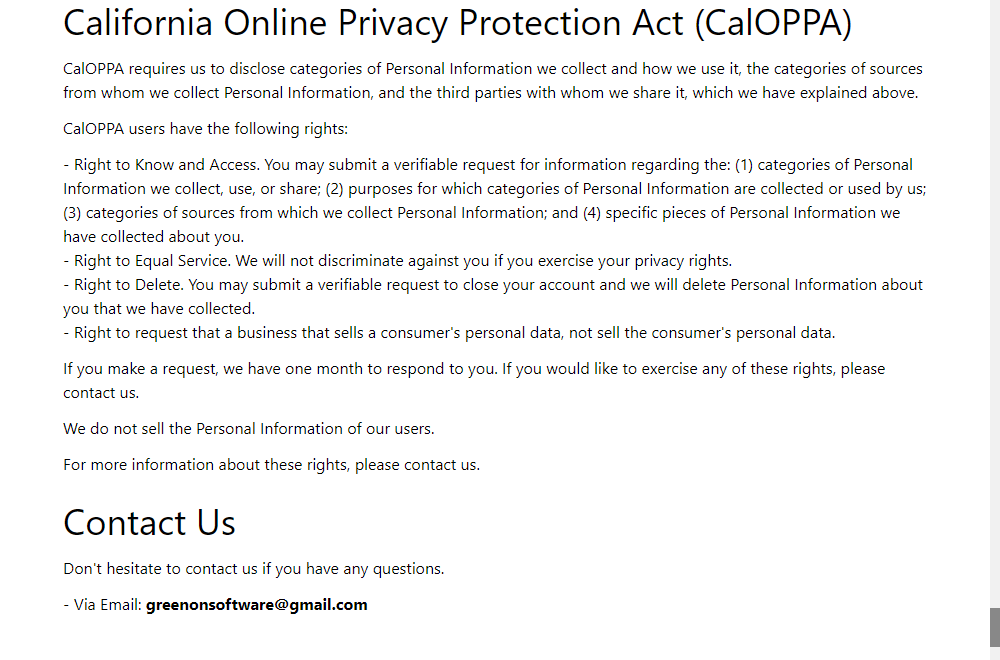 California Online Privacy Protection Act (CalOPPA)
CalOPPA requires us to disclose categories of Personal Information we collect and how we use it, the categories of sources
from whom we collect Personal Information, and the third parties with whom we share it, which we have explained above.
CalOPPA users have the following rights:
- Right to Know and Access. You may submit a verifiable request for information regarding the: (1) categories of Personal
Information we collect, use, or share; (2) purposes for which categories of Personal Information are collected or used by us;
(3) categories of sources from which we collect Personal Information; and (4) specific pieces of Personal Information we
have collected about you.
- Right to Equal Service. We will not discriminate against you if you exercise your privacy rights.
- Right to Delete. You may submit a verifiable request to close your account and we will delete Personal Information about
you that we have collected.
- Right to request that a business that sells a consumer's personal data, not sell the consumer's personal data.
If you make a request, we have one month to respond to you. If you would like to exercise any of these rights, please
contact us.
We do not sell the Personal Information of our users.
For more information about these rights, please contact us.
Contact Us
Don't hesitate to contact us if you have any questions.
- Via Email: greenonsoftware@gmail.com